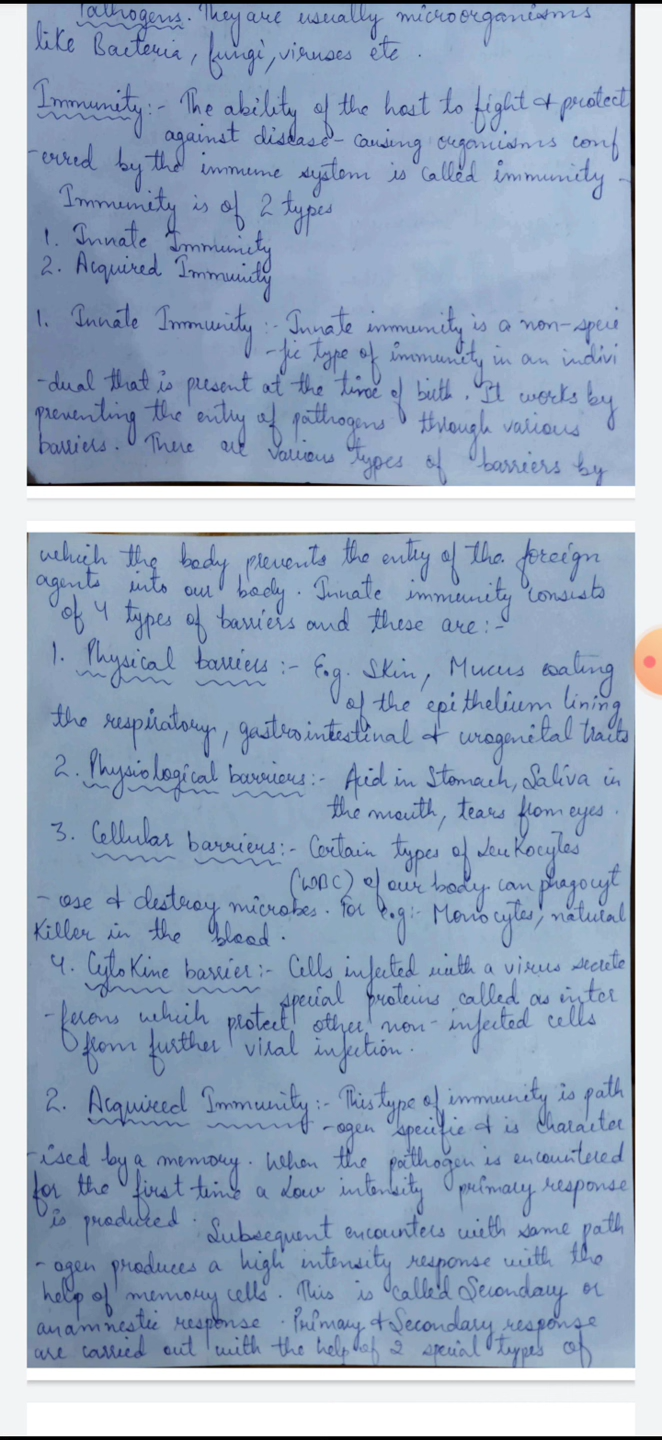 Pathogens. They are usually microorganisms
like Bacteria, fungi, viruses etc.
Immunity:- The ability of the host to fight & protect
against disease-causing organisms conf
-erred by the immune system is called immunity.
Immunity is of 2 types
1. Innate Immunity
2. Acquired Immunity
1. Innate Immunity:- Innate immunity is a non-speci
-fic type of immunity in an indivi
-dual that is present at the time of birth. It works by
preventing the entry of pathogens through various
barriers. There are various types of barriers by
which the body prevents the entry of the foreign
agents into our body. Innate immunity consists
of 4 types of barriers and these are:-
1. Physical barriers:- E.g. Skin, Mucus coating
of the epithelium lining
the respiratory, gastrointestinal & urogenital tracts
2. Physiological barriers:- Acid in Stomach, Saliva in
the mouth, tears from eyes.
3. Cellular barriers:- Certain types of Leukocytes
(WBC) of our body can phagocyt
-ose & destroy microbes. For e.g:- Monocytes, natural
Killer in the blood.
4. Cytokine barrier:- Cells infected with a virus secrete
special proteins called as inter
-ferons which protect other non-infected cells
from further viral infection.
2. Acquired Immunity:- This type of immunity is path
-ogen specific & is character
-ised by a memory. When the pathogen is encountered
for the first time a low intensity primary response
is produced. Subsequent encounters with same path
-ogen produces a high intensity response with the
help of memory cells. This is called Secondary or
anamnestic response. Primary & Secondary response
are carried out with the help of 2 special types of